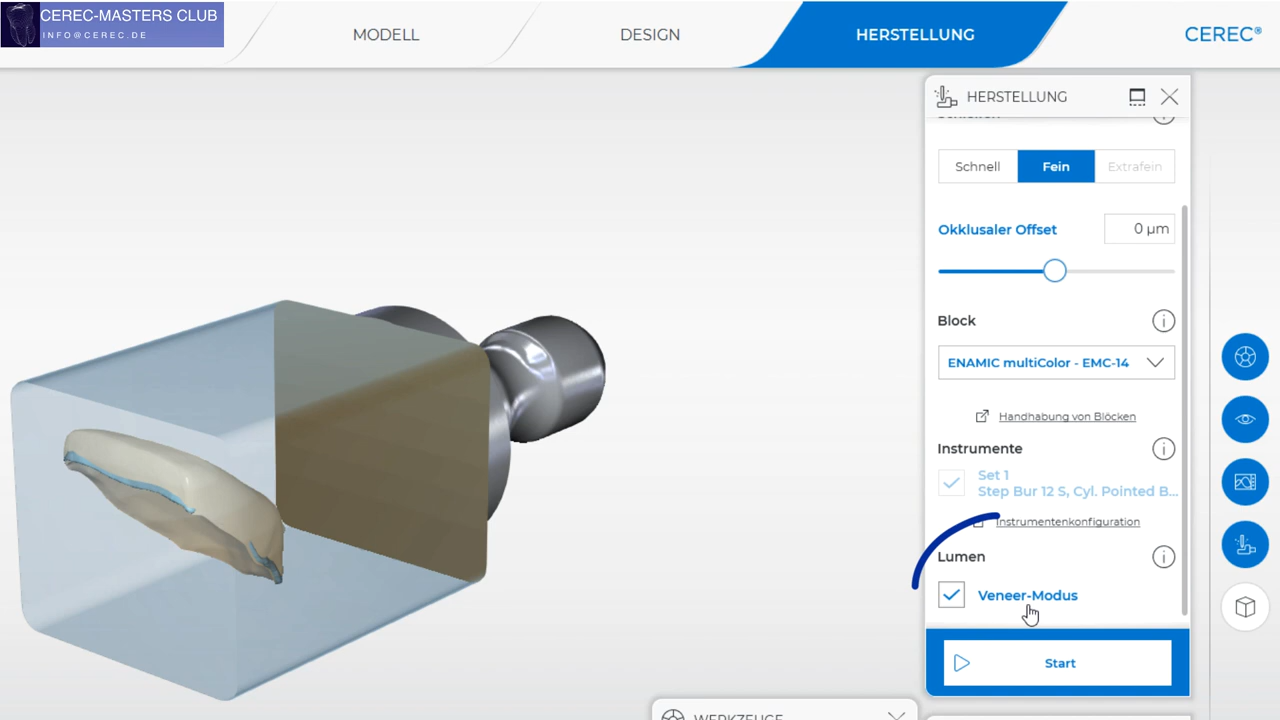 CEREC-MASTERS CLUB
INFO@CEREC.DE
MODELL
DESIGN
HERSTELLUNG
CEREC®
HERSTELLUNG
Schnell
Fein
Extrafein
Okklusaler Offset
0 µm
Block
ENAMIC multiColor - EMC-14
Handhabung von Blöcken
Instrumente
Set 1
Step Bur 12 S, Cyl. Pointed B...
Instrumentenkonfiguration
Lumen
Veneer-Modus
Start
WERKZEUGE